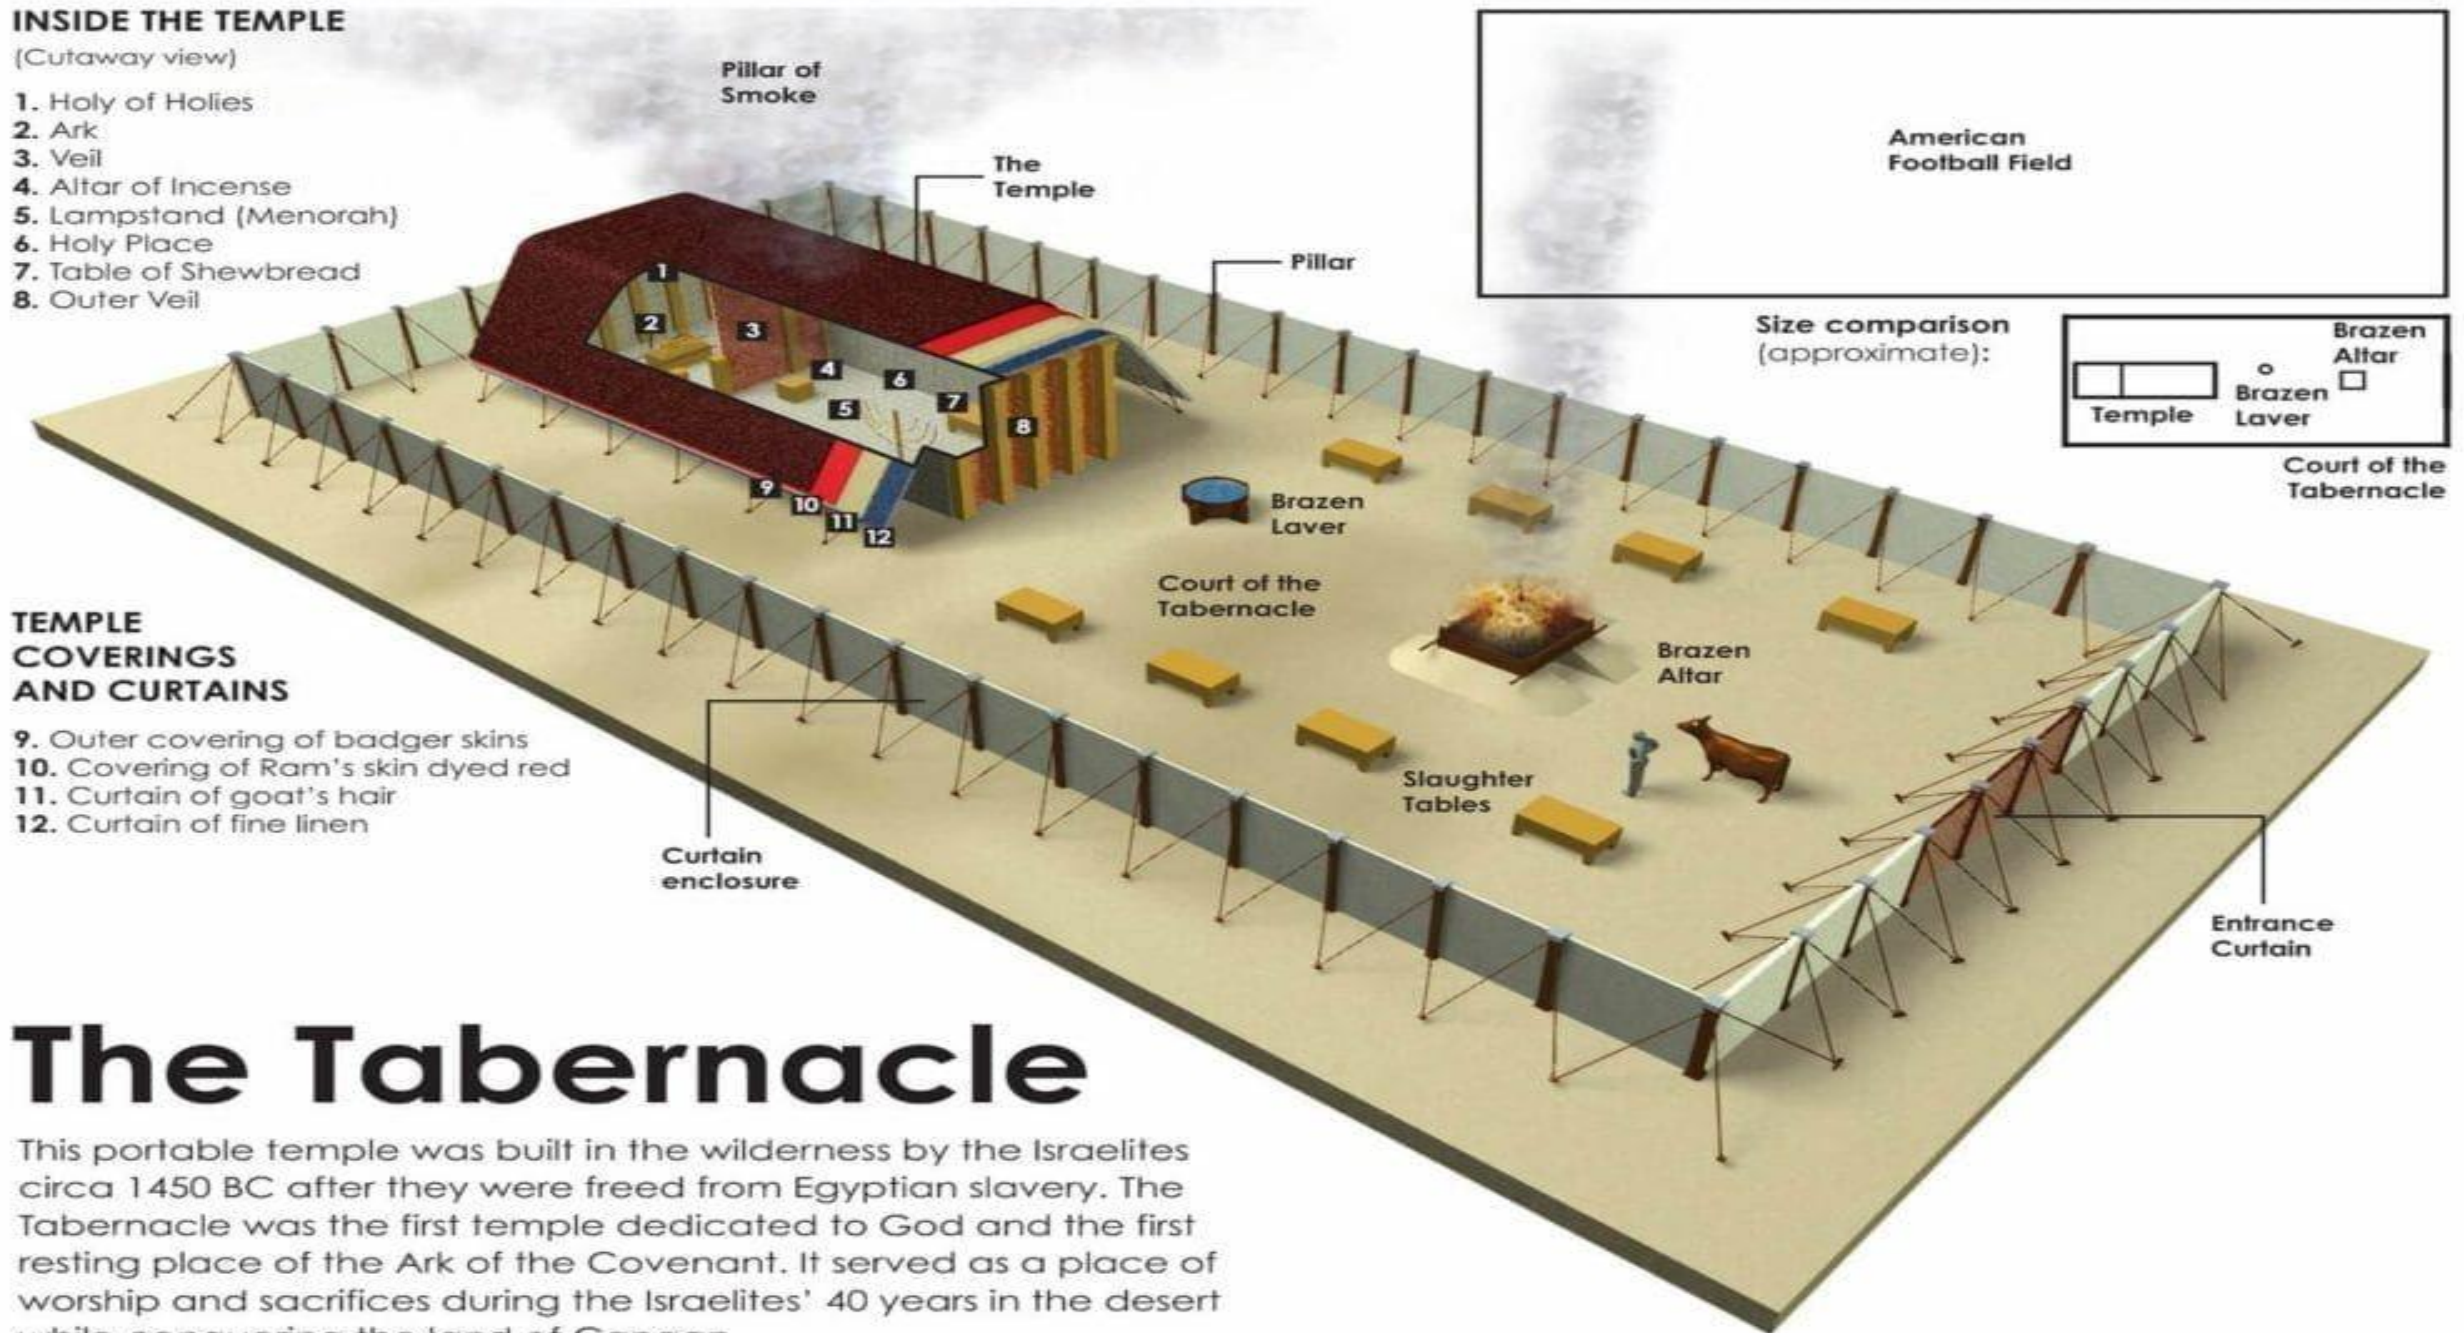 INSIDE THE TEMPLE
(Cutaway view)
1. Holy of Holies
2. Ark
3. Veil
4. Altar of Incense
5. Lampstand (Menorah)
6. Holy Place
7. Table of Shewbread
8. Outer Veil
Pillar of
Smoke
The
Temple
Pillar
American
Football Field
Size comparison
(approximate):
Brazen
Altar
Brazen
Laver
Temple
Court of the
Tabernacle
1
2
3
4
5
6
7
8
9
10
11
12
Brazen
Laver
Court of the
Tabernacle
Brazen
Altar
Slaughter
Tables
TEMPLE
COVERINGS
AND CURTAINS
9. Outer covering of badger skins
10. Covering of Ram's skin dyed red
11. Curtain of goat's hair
12. Curtain of fine linen
Curtain
enclosure
Entrance
Curtain
The Tabernacle
This portable temple was built in the wilderness by the Israelites
circa 1450 BC after they were freed from Egyptian slavery. The
Tabernacle was the first temple dedicated to God and the first
resting place of the Ark of the Covenant. It served as a place of
worship and sacrifices during the Israelites' 40 years in the desert
while conquering the land of Canaan